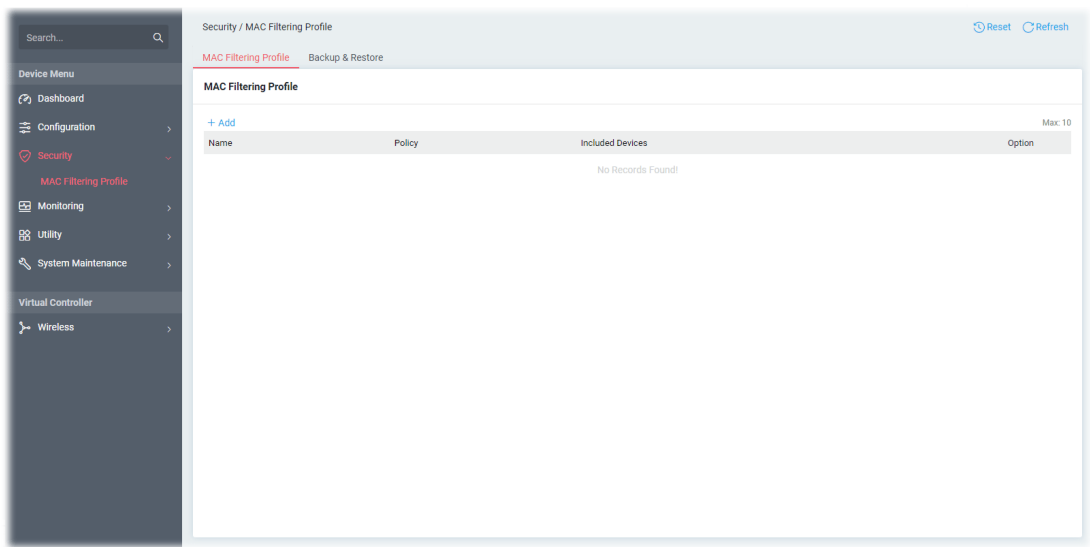 Search...
Device Menu
Dashboard
Configuration
Security
MAC Filtering Profile
Monitoring
Utility
System Maintenance
Virtual Controller
Wireless
Security / MAC Filtering Profile
Reset Refresh
MAC Filtering Profile Backup & Restore
MAC Filtering Profile
+ Add Max: 10
Name Policy Included Devices Option
No Records Found!